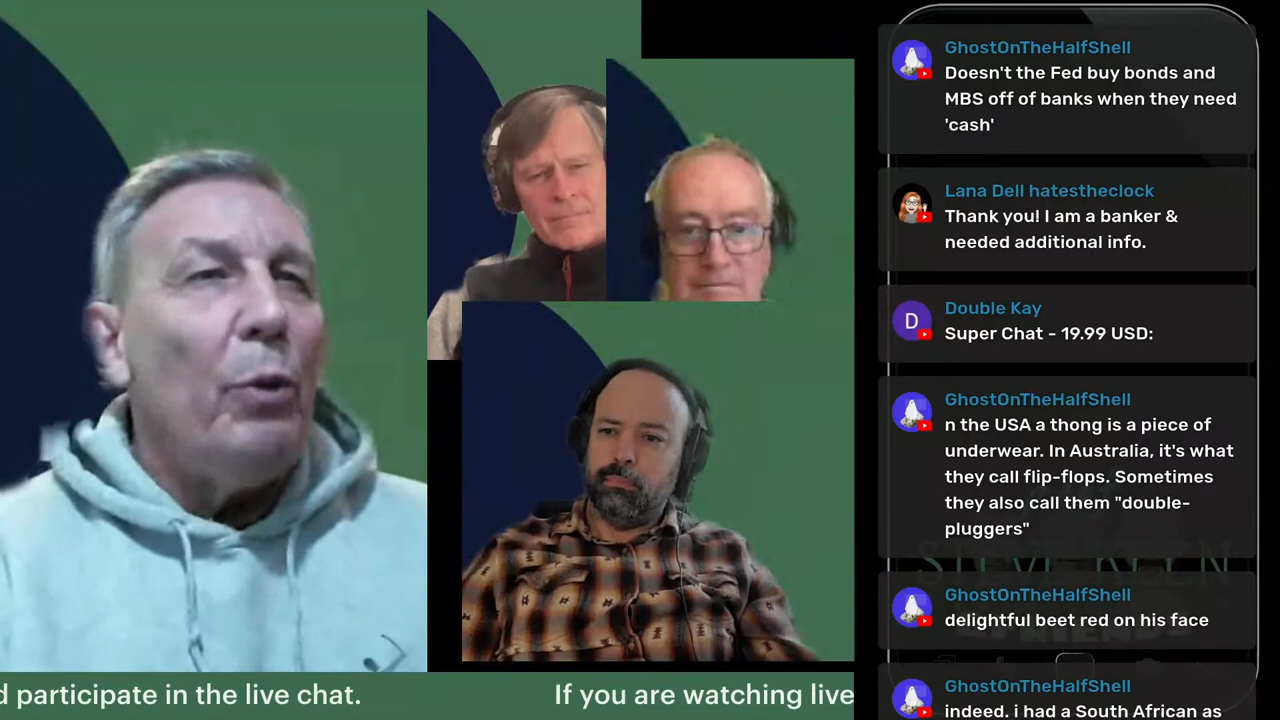 GhostOnTheHalfShell
Doesn't the Fed buy bonds and
MBS off of banks when they need
'cash'
Lana Dell hatestheclock
Thank you! I am a banker &
needed additional info.
D
Double Kay
Super Chat - 19.99 USD:
GhostOnTheHalfShell
n the USA a thong is a piece of
underwear. In Australia, it's what
they call flip-flops. Sometimes
they also call them "double-
pluggers"
STEVE KEEN
GhostOnTheHalfShell
delightful beet red on his face
GhostOnTheHalfShell
indeed. i had a South African as
d participate in the live chat.
If you are watching live